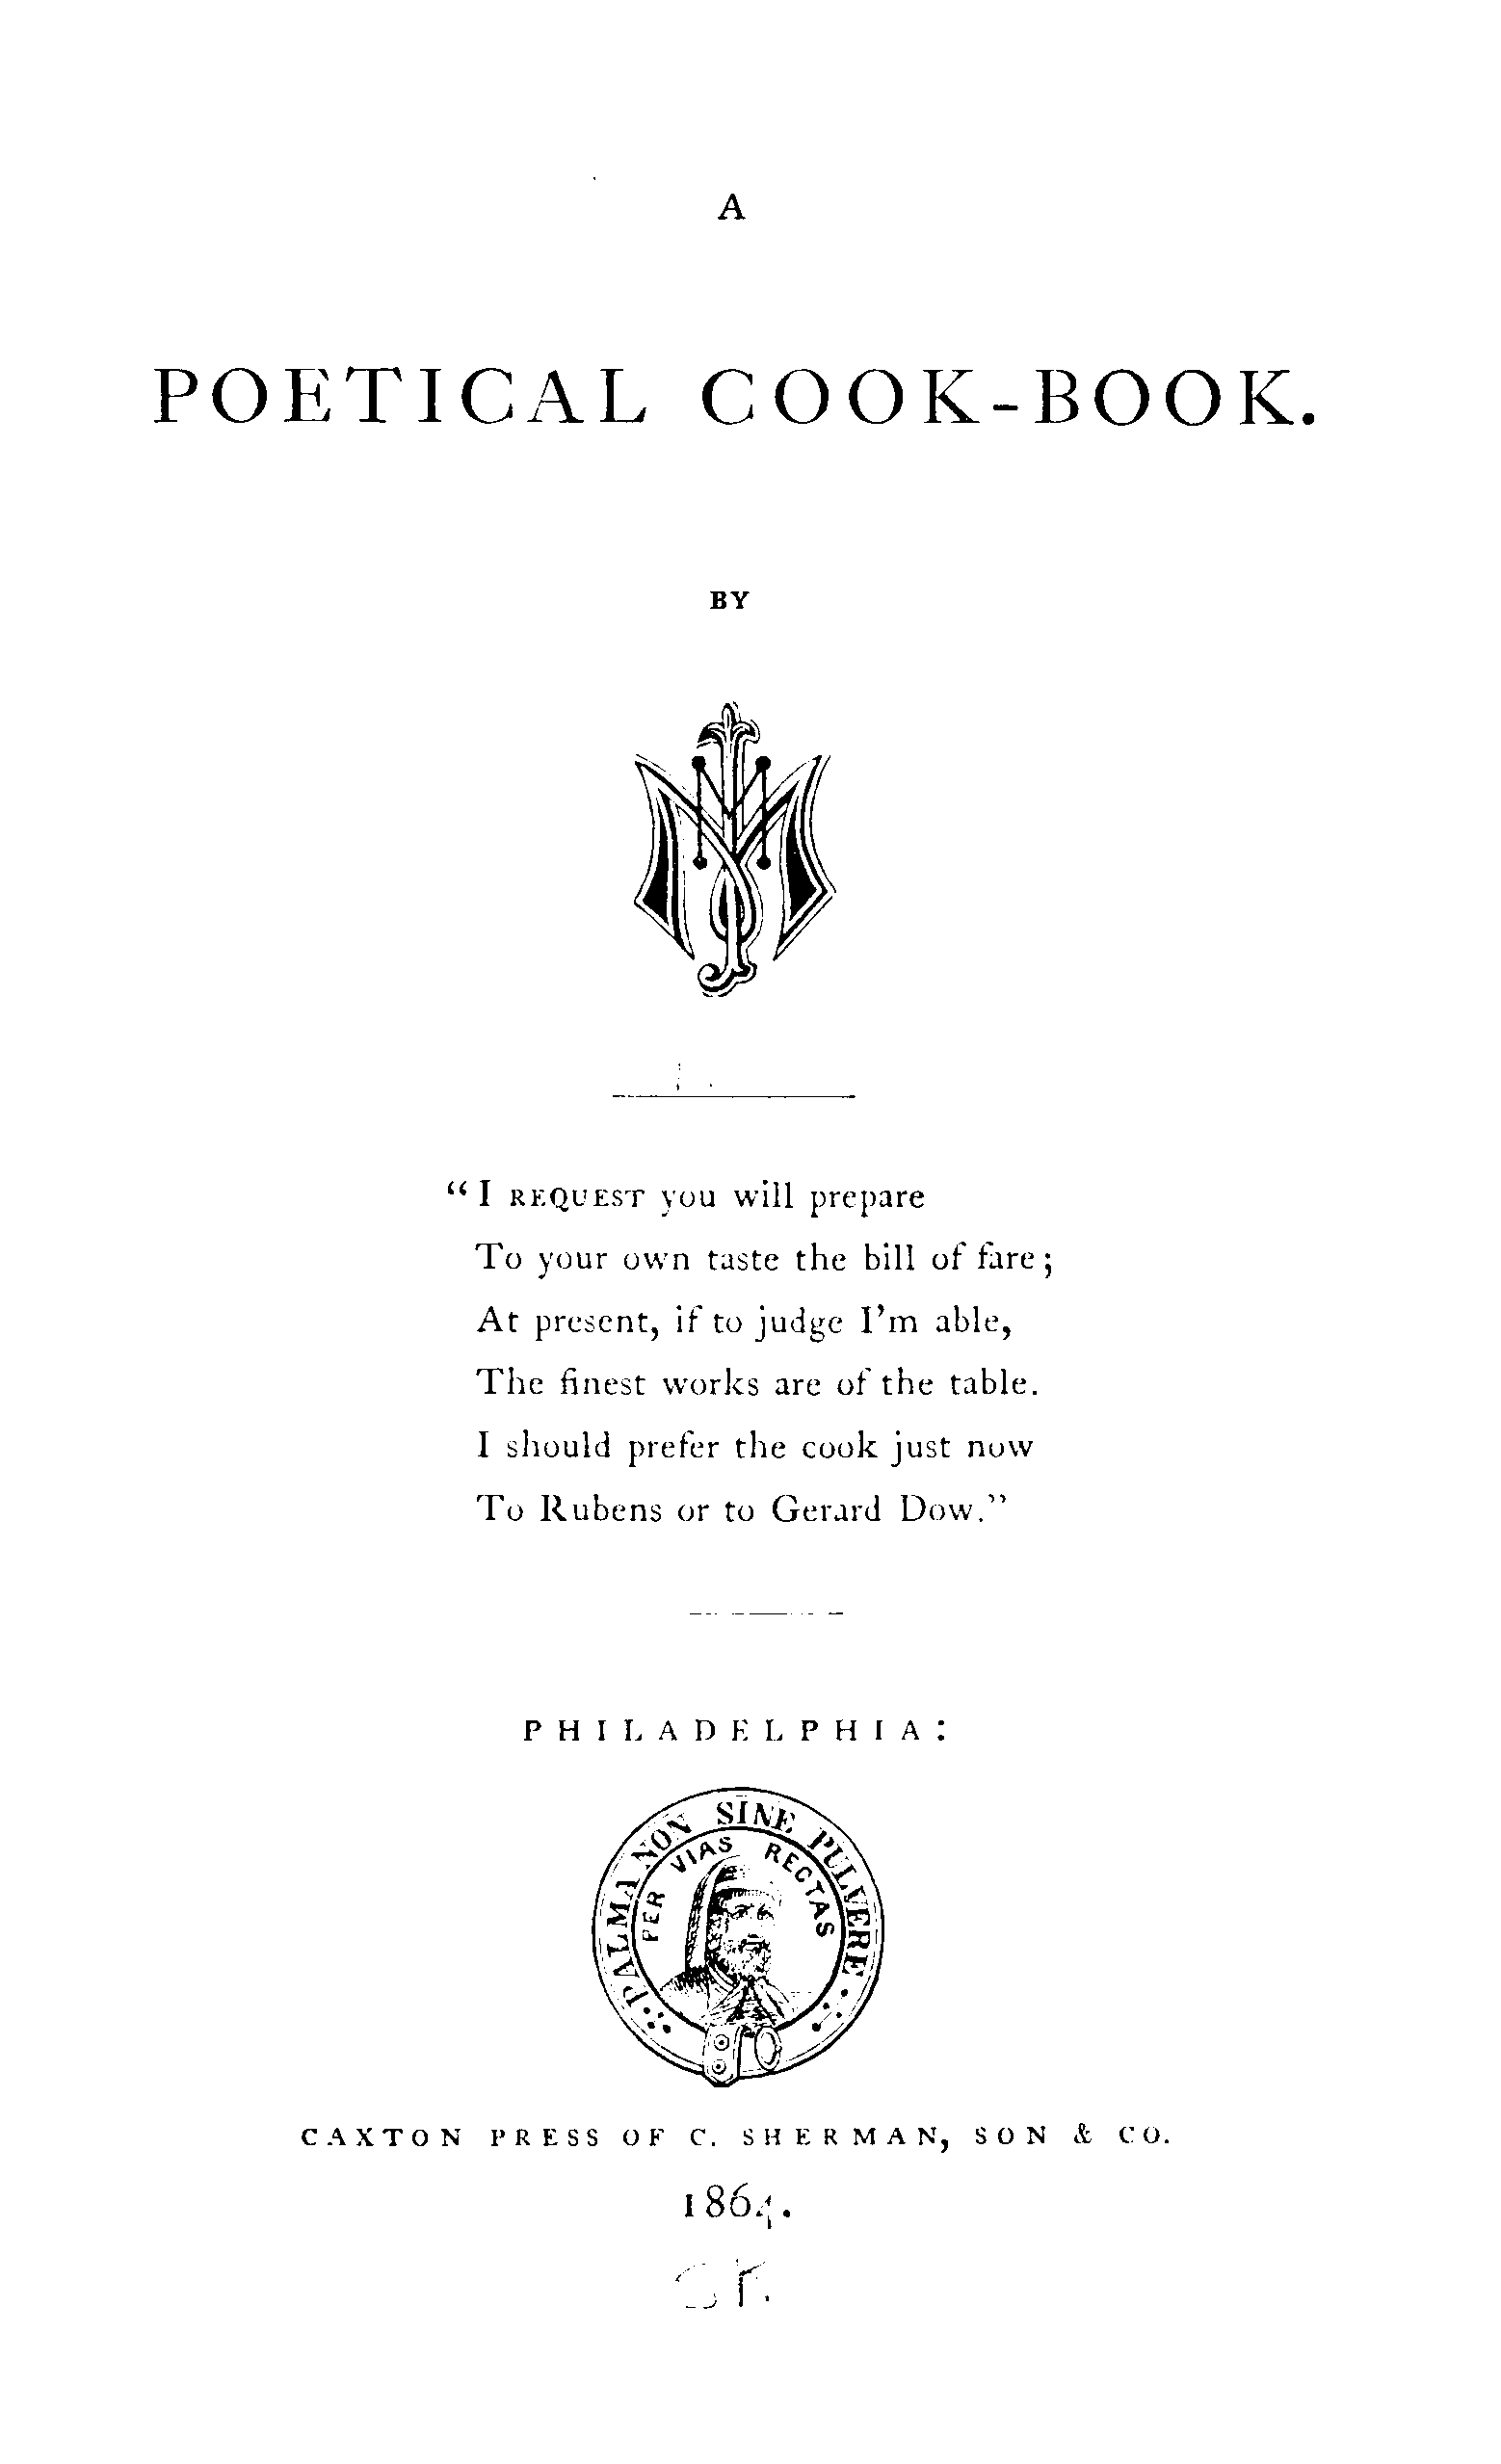 A
POETICAL COOK-BOOK.
BY
“I REQUEST you will prepare
To your own taste the bill of fare;
At present, if to judge I’m able,
The finest works are of the table.
I should prefer the cook just now
To Rubens or to Gerard Dow.”
PHILADELPHIA:
PALMA NON SINE PULVERE
PER VIAS RECTAS
CAXTON PRESS OF C. SHERMAN, SON & CO.
1864.